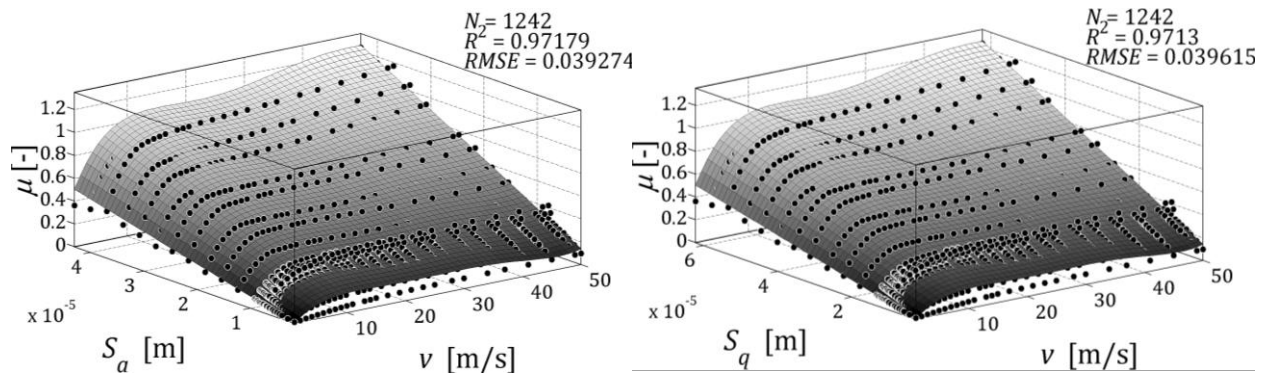 N₂ = 1242
R² = 0.97179
RMSE = 0.039274
μ [-]
1.2
1
0.8
0.6
0.4
0.2
0
4
3
2
1
x 10⁻⁵
10
20
30
40
50
Sₐ [m]
v [m/s]
N₂ = 1242
R² = 0.9713
RMSE = 0.039615
μ [-]
1.2
1
0.8
0.6
0.4
0.2
0
6
4
2
x 10⁻⁵
10
20
30
40
50
S_q [m]
v [m/s]